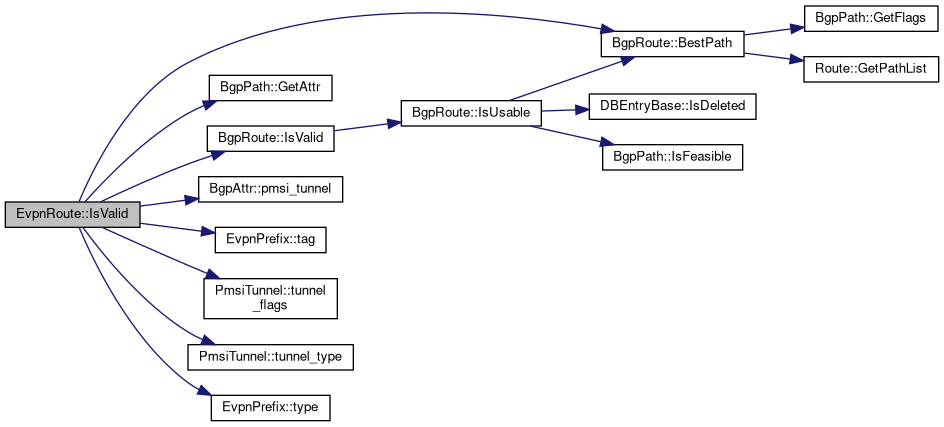 BgpPath::GetFlags
BgpRoute::BestPath
Route::GetPathList
BgpPath::GetAttr
BgpRoute::IsUsable
DBEntryBase::IsDeleted
BgpRoute::IsValid
BgpPath::IsFeasible
BgpAttr::pmsi_tunnel
EvpnRoute::IsValid
EvpnPrefix::tag
PmsiTunnel::tunnel
_flags
PmsiTunnel::tunnel_type
EvpnPrefix::type